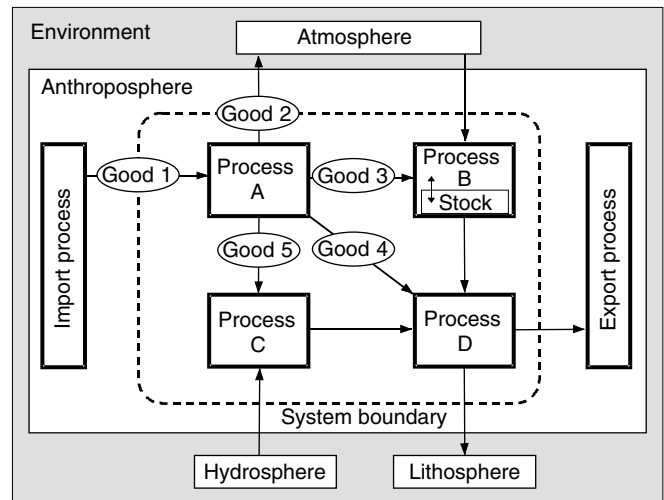 Environment
Atmosphere
Anthroposphere
Good 2
Import process
Good 1
Process
A
Good 3
Process
B
Stock
Export process
Good 5
Good 4
Process
C
Process
D
System boundary
Hydrosphere
Lithosphere